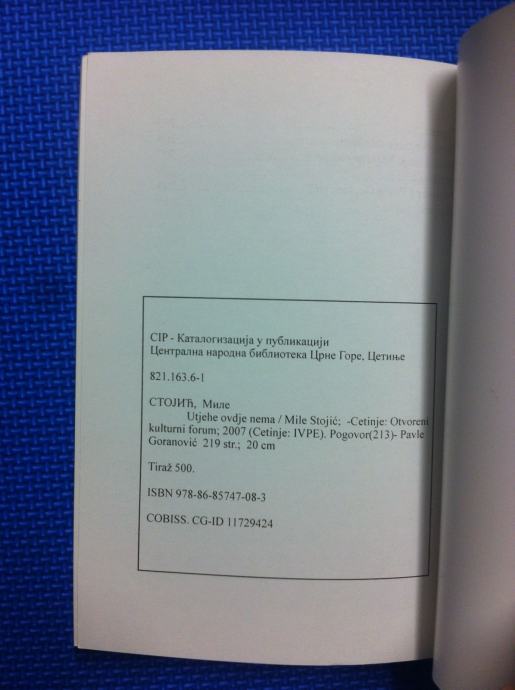 CIP - Каталогизација у публикацији
Централна народна библиотека Црне Горе, Цетиње
821.163.6-1
СТОЈИЋ, Миле
Utjehe ovdje nema / Mile Stojić; -Cetinje: Otvoreni
kulturni forum; 2007 (Cetinje: IVPE). Pogovor(213)- Pavle
Goranović 219 str.; 20 cm
Tiraž 500.
ISBN 978-86-85747-08-3
COBISS. CG-ID 11729424